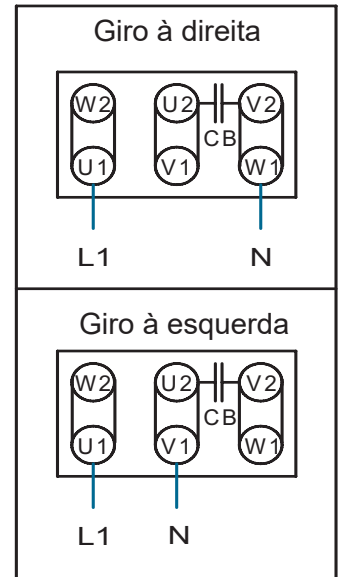 Giro à direita
W2 U2 V2
CB
U1 V1 W1
L1 N
Giro à esquerda
W2 U2 V2
CB
U1 V1 W1
L1 N